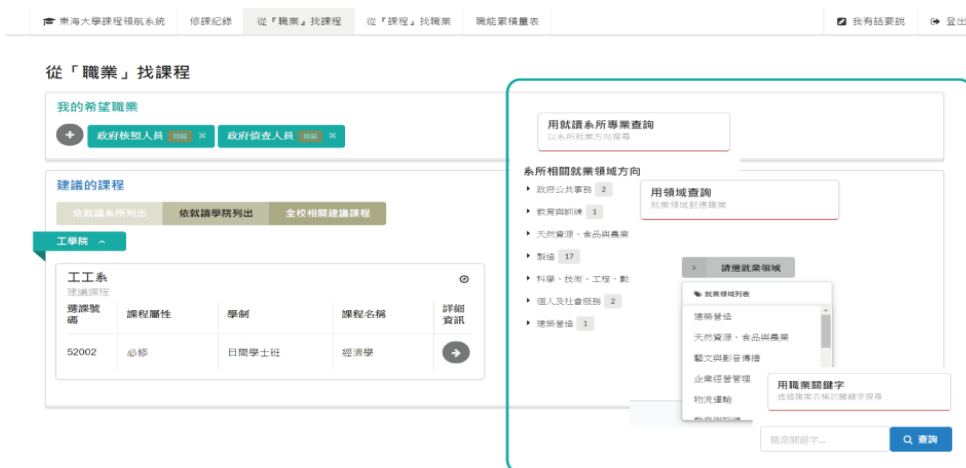 東海大學課程領航系統 修課紀錄 從『職業』找課程 從『課程』找職業 職能累積量表 我有話要說 登出
從「職業」找課程
我的希望職業
政府核照人員 × 政府偵查人員 ×
建議的課程
依就讀系所列出 依就讀學院列出 全校相關建議課程
工學院
工工系
建議課程
選課號碼 課程屬性 學制 課程名稱 詳細資訊
52002 必修 日間學士班 經濟學
用就讀系所專業查詢
以系所就業方向搜尋
系所相關就業領域方向
政府公共事務 2
教育與訓練 1
天然資源、食品與農業
製造 17
科學、技術、工程、數
個人及社會服務 2
建築營造 1
用領域查詢
就業領域對應職業
請應就業領域
就業領域列表
建築營造
天然資源、食品與農業
藝文與影音傳播
企業經營管理
物流運輸
用職業關鍵字
透過職業名稱的關鍵字搜尋
職業關鍵字... 查詢